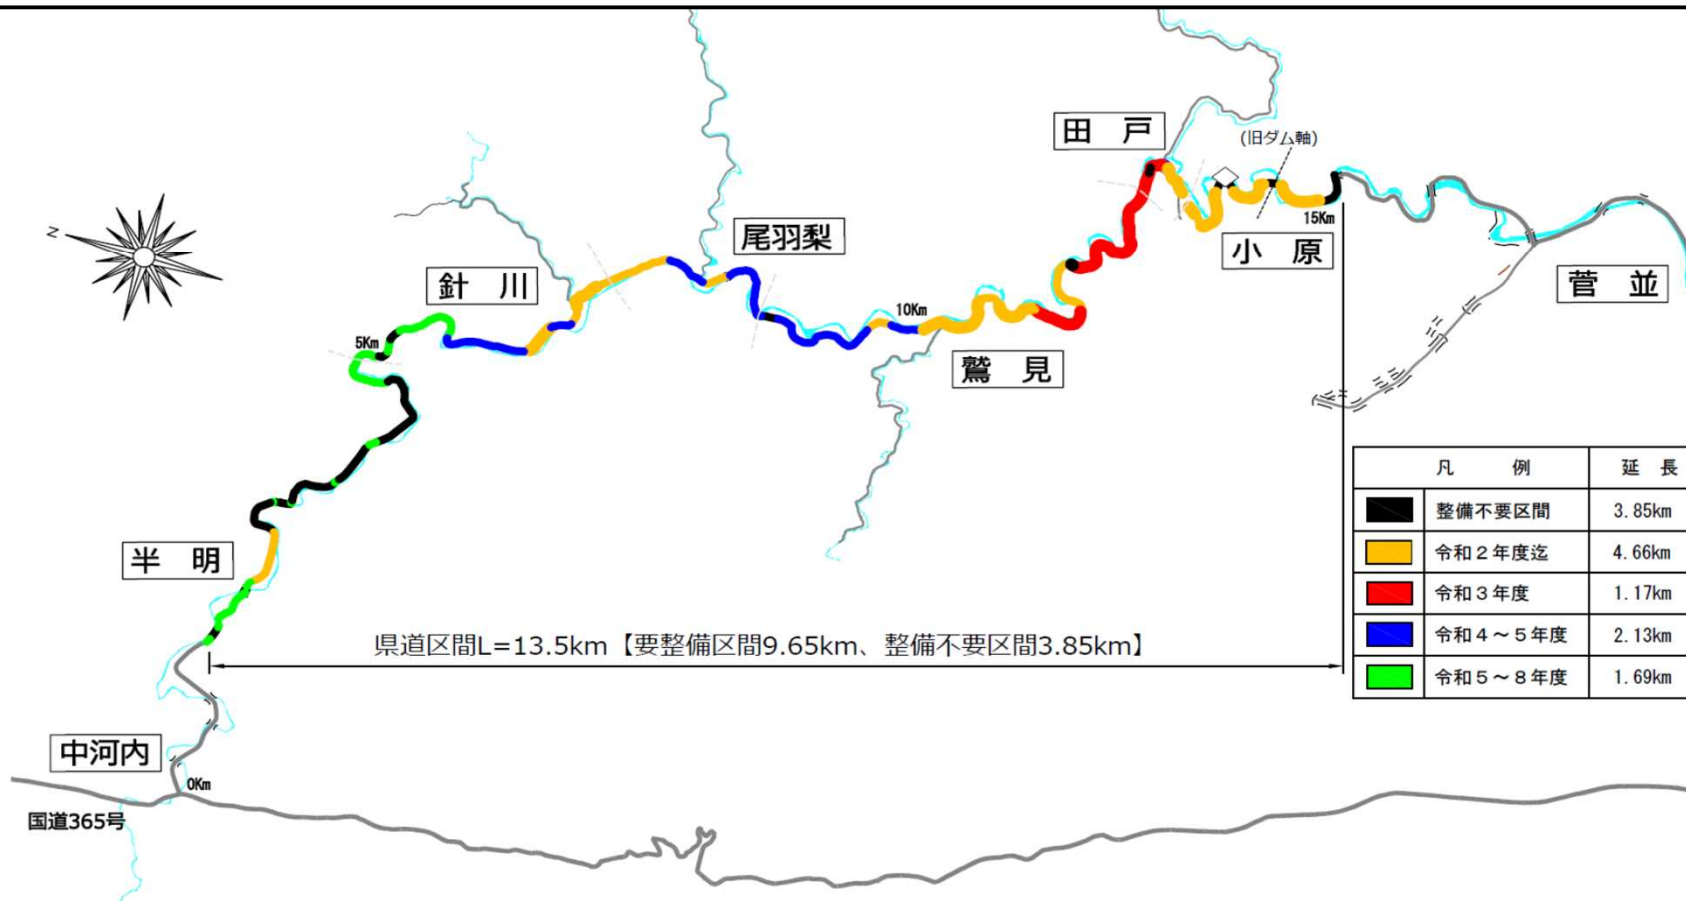 田 戸
(旧ダム軸)
尾羽梨
15Km
小 原
N
針 川
菅 並
10Km
5Km
鷲 見
凡 例 延 長
整備不要区間 3.85km
令和2年度迄 4.66km
令和3年度 1.17km
令和4～5年度 2.13km
令和5～8年度 1.69km
半 明
県道区間L=13.5km【要整備区間9.65km、整備不要区間3.85km】
中河内
0Km
国道365号